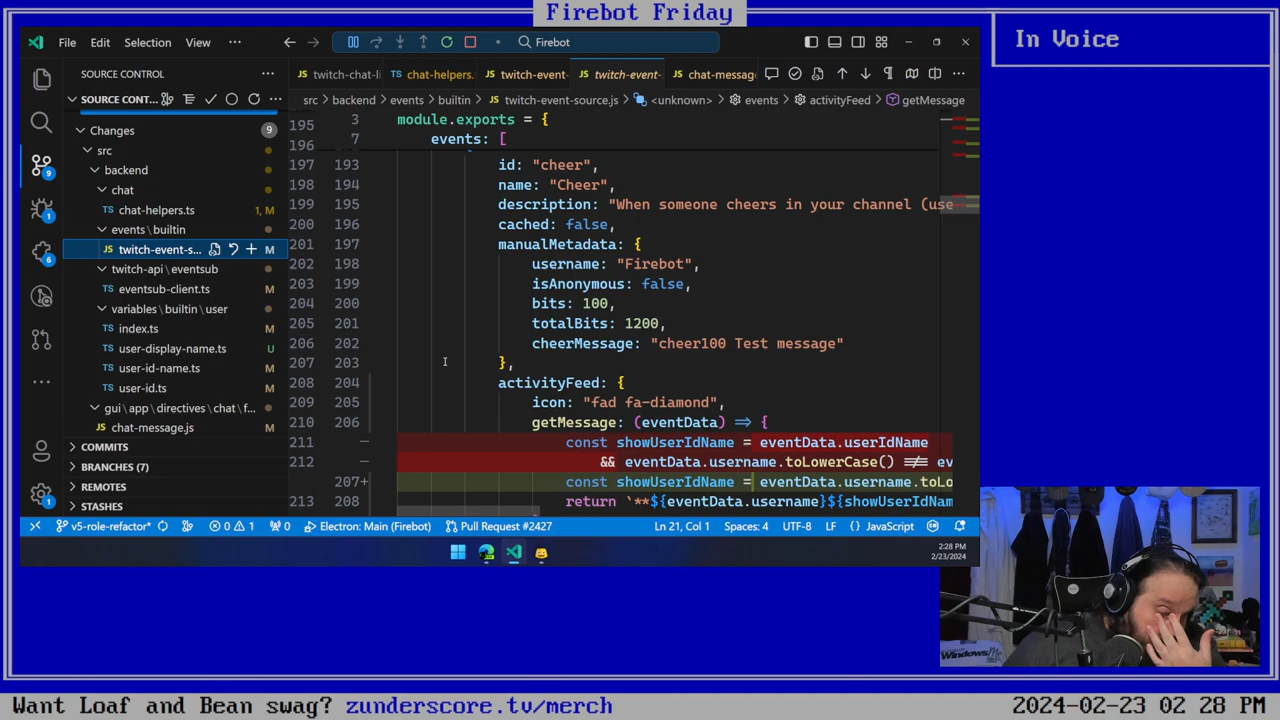 Firebot Friday
In Voice
File Edit Selection View ··· Firebot
SOURCE CONTROL ···
twitch-chat-li chat-helpers. twitch-event- twitch-event- chat-messag ···
SOURCE CONT... ···
src > backend > events > builtin > twitch-event-source.js > <unknown> > events > activityFeed > getMessage
Changes 9
src
backend
chat
chat-helpers.ts 1, M
events\builtin
twitch-event-s... M
twitch-api\eventsub
eventsub-client.ts M
variables\builtin\user
index.ts M
user-display-name.ts U
user-id-name.ts M
user-id.ts M
gui\app\directives\chat\f...
chat-message.js M
COMMITS
BRANCHES (7)
REMOTES
STASHES
195 3 module.exports = {
196 7 events: [
197 193 id: "cheer",
198 194 name: "Cheer",
199 195 description: "When someone cheers in your channel (use
200 196 cached: false,
201 197 manualMetadata: {
202 198 username: "Firebot",
203 199 isAnonymous: false,
204 200 bits: 100,
205 201 totalBits: 1200,
206 202 cheerMessage: "cheer100 Test message"
207 203 },
208 204 activityFeed: {
209 205 icon: "fad fa-diamond",
210 206 getMessage: (eventData) => {
211 — const showUserIdName = eventData.userIdName
212 — && eventData.username.toLowerCase() !== ev
207+ const showUserIdName = eventData.username.toLo
213 208 return `**${eventData.username}${showUserIdNam
9 1 6 1
v5-role-refactor* 0 1 0 Electron: Main (Firebot) Pull Request #2427 Ln 21, Col 1 Spaces: 4 UTF-8 LF {} JavaScript
2:28 PM
2/23/2024
Windows Me
Want Loaf and Bean swag? zunderscore.tv/merch 2024-02-23 02 28 PM